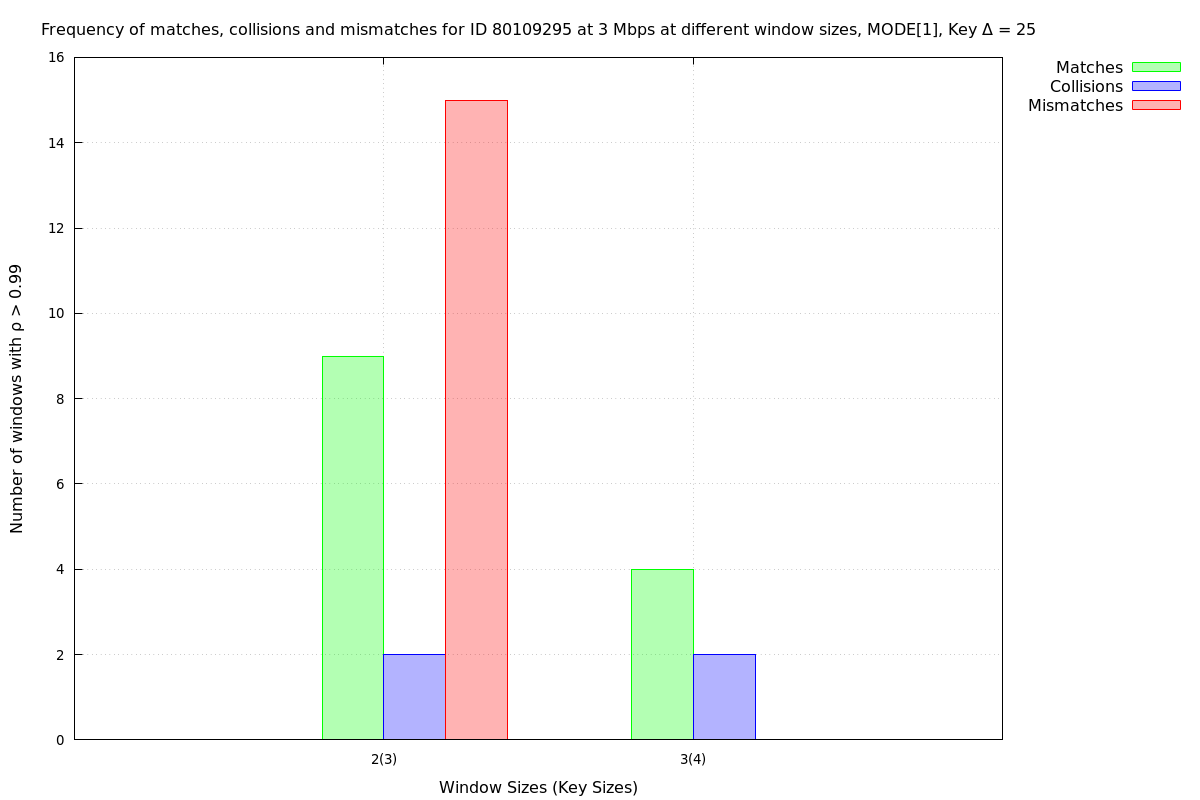 Frequency of matches, collisions and mismatches for ID 80109295 at 3 Mbps at different window sizes, MODE[1], Key Δ = 25
Matches
Collisions
Mismatches
Number of windows with ρ > 0.99
16
14
12
10
8
6
4
2
0
2(3) 3(4)
Window Sizes (Key Sizes)